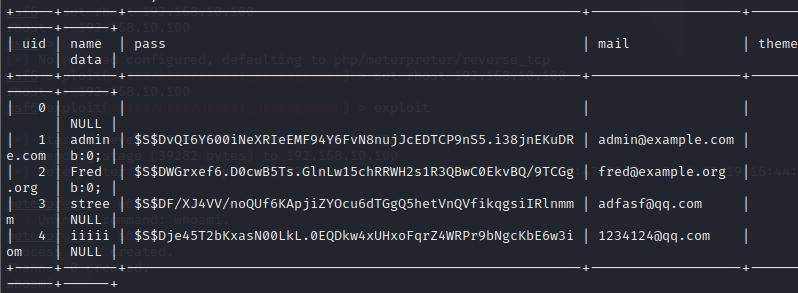 +-----+-------+---------------------------------------------------------+-------------------+-------
------+------+
| uid | name  | pass                                                    | mail              | theme
      | data |
+-----+-------+---------------------------------------------------------+-------------------+-------
------+------+
|   0 |       |                                                         |                   |
      | NULL |
|   1 | admin | $S$DvQI6Y600iNeXRIeEMF94Y6FvN8nujJcEDTCP9nS5.i38jnEKuDR | admin@example.com |
e.com | b:0; |
|   2 | Fred  | $S$DWGrxef6.D0cwB5Ts.GlnLw15chRRWH2s1R3QBwC0EkvBQ/9TCGg | fred@example.org  |
.org  | b:0; |
|   3 | stree | $S$DF/XJ4VV/noQUf6KApjiZYOcu6dTGgQ5hetVnQVfikqgsiIRlnmm | adfasf@qq.com     |
m     | NULL |
|   4 | iiiii | $S$Dje45T2bKxasN00LkL.0EQDkw4xUHxoFqrZ4WRPr9bNgcKbE6w3i | 1234124@qq.com    |
om    | NULL |
+-----+-------+---------------------------------------------------------+-------------------+-------
------+------+